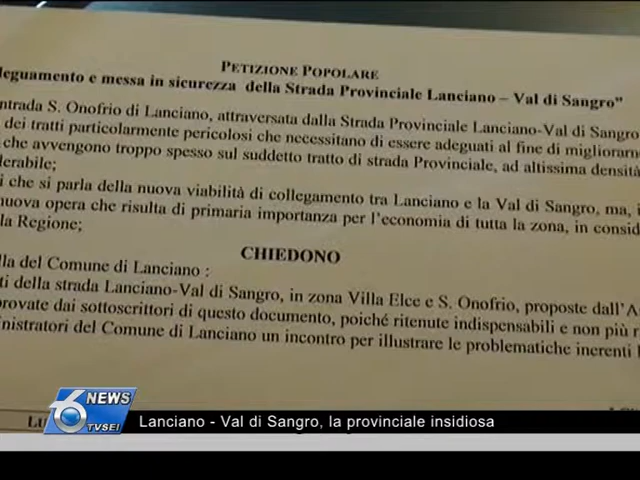 PETIZIONE POPOLARE
leguamento e messa in sicurezza della Strada Provinciale Lanciano – Val di Sangro"
ntrada S. Onofrio di Lanciano, attraversata dalla Strada Provinciale Lanciano-Val di Sangro
dei tratti particolarmente pericolosi che necessitano di essere adeguati al fine di migliorarn
che avvengono troppo spesso sul suddetto tratto di strada Provinciale, ad altissima densità
lerabile;
i che si parla della nuova viabilità di collegamento tra Lanciano e la Val di Sangro, ma, i
nuova opera che risulta di primaria importanza per l'economia di tutta la zona, in consid
la Regione;
CHIEDONO
lla del Comune di Lanciano :
ti della strada Lanciano-Val di Sangro, in zona Villa Elce e S. Onofrio, proposte dall'A
provate dai sottoscrittori di questo documento, poiché ritenute indispensabili e non più r
inistratori del Comune di Lanciano un incontro per illustrare le problematiche inerenti l
6 NEWS
TVSEI
Lanciano - Val di Sangro, la provinciale insidiosa